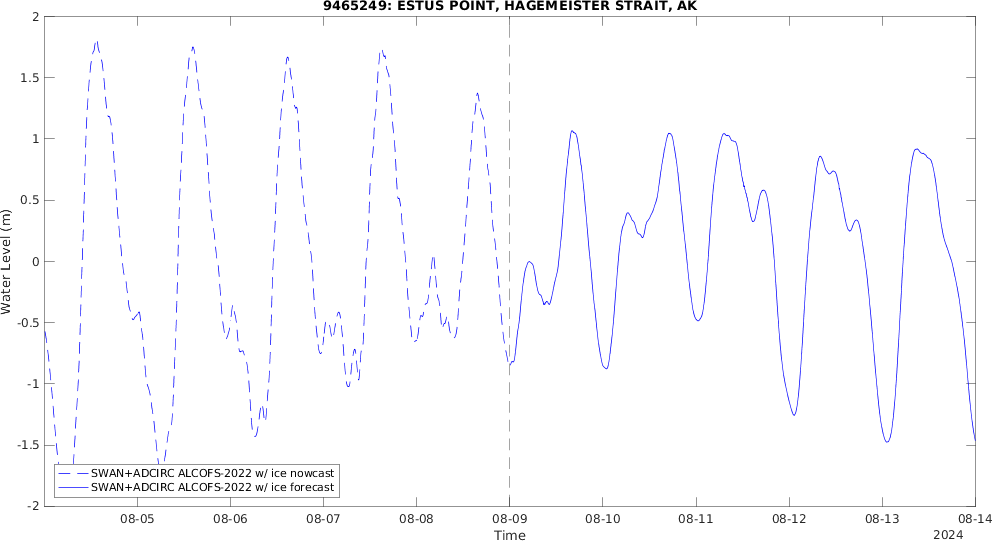 9465249: ESTUS POINT, HAGEMEISTER STRAIT, AK
2
1.5
1
0.5
0
-0.5
-1
-1.5
-2
Water Level (m)
SWAN+ADCIRC ALCOFS-2022 w/ ice nowcast
SWAN+ADCIRC ALCOFS-2022 w/ ice forecast
08-05 08-06 08-07 08-08 08-09 08-10 08-11 08-12 08-13 08-14
Time
2024